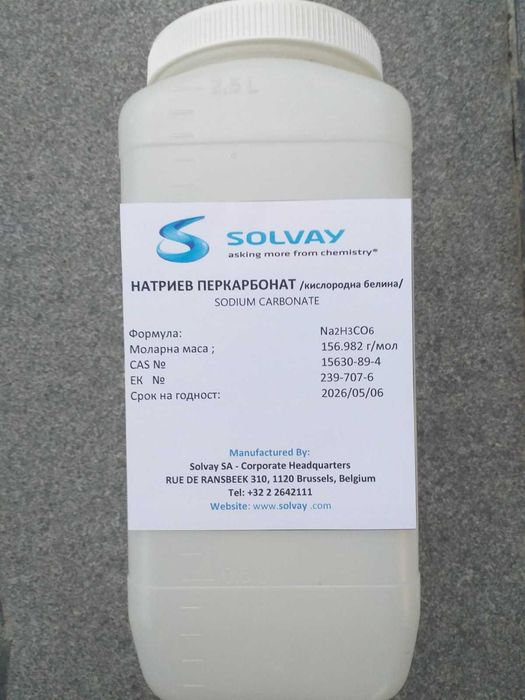 2,5 L
SOLVAY
asking more from chemistry®
НАТРИЕВ ПЕРКАРБОНАТ /кислородна белина/
SODIUM CARBONATE
Формула: Na2H3CO6
Моларна маса ; 156.982 г/мол
CAS № 15630-89-4
ЕК № 239-707-6
Срок на годност: 2026/05/06
Manufactured By:
Solvay SA - Corporate Headquarters
RUE DE RANSBEEK 310, 1120 Brussels, Belgium
Tel: +32 2 2642111
Website: www.solvay .com